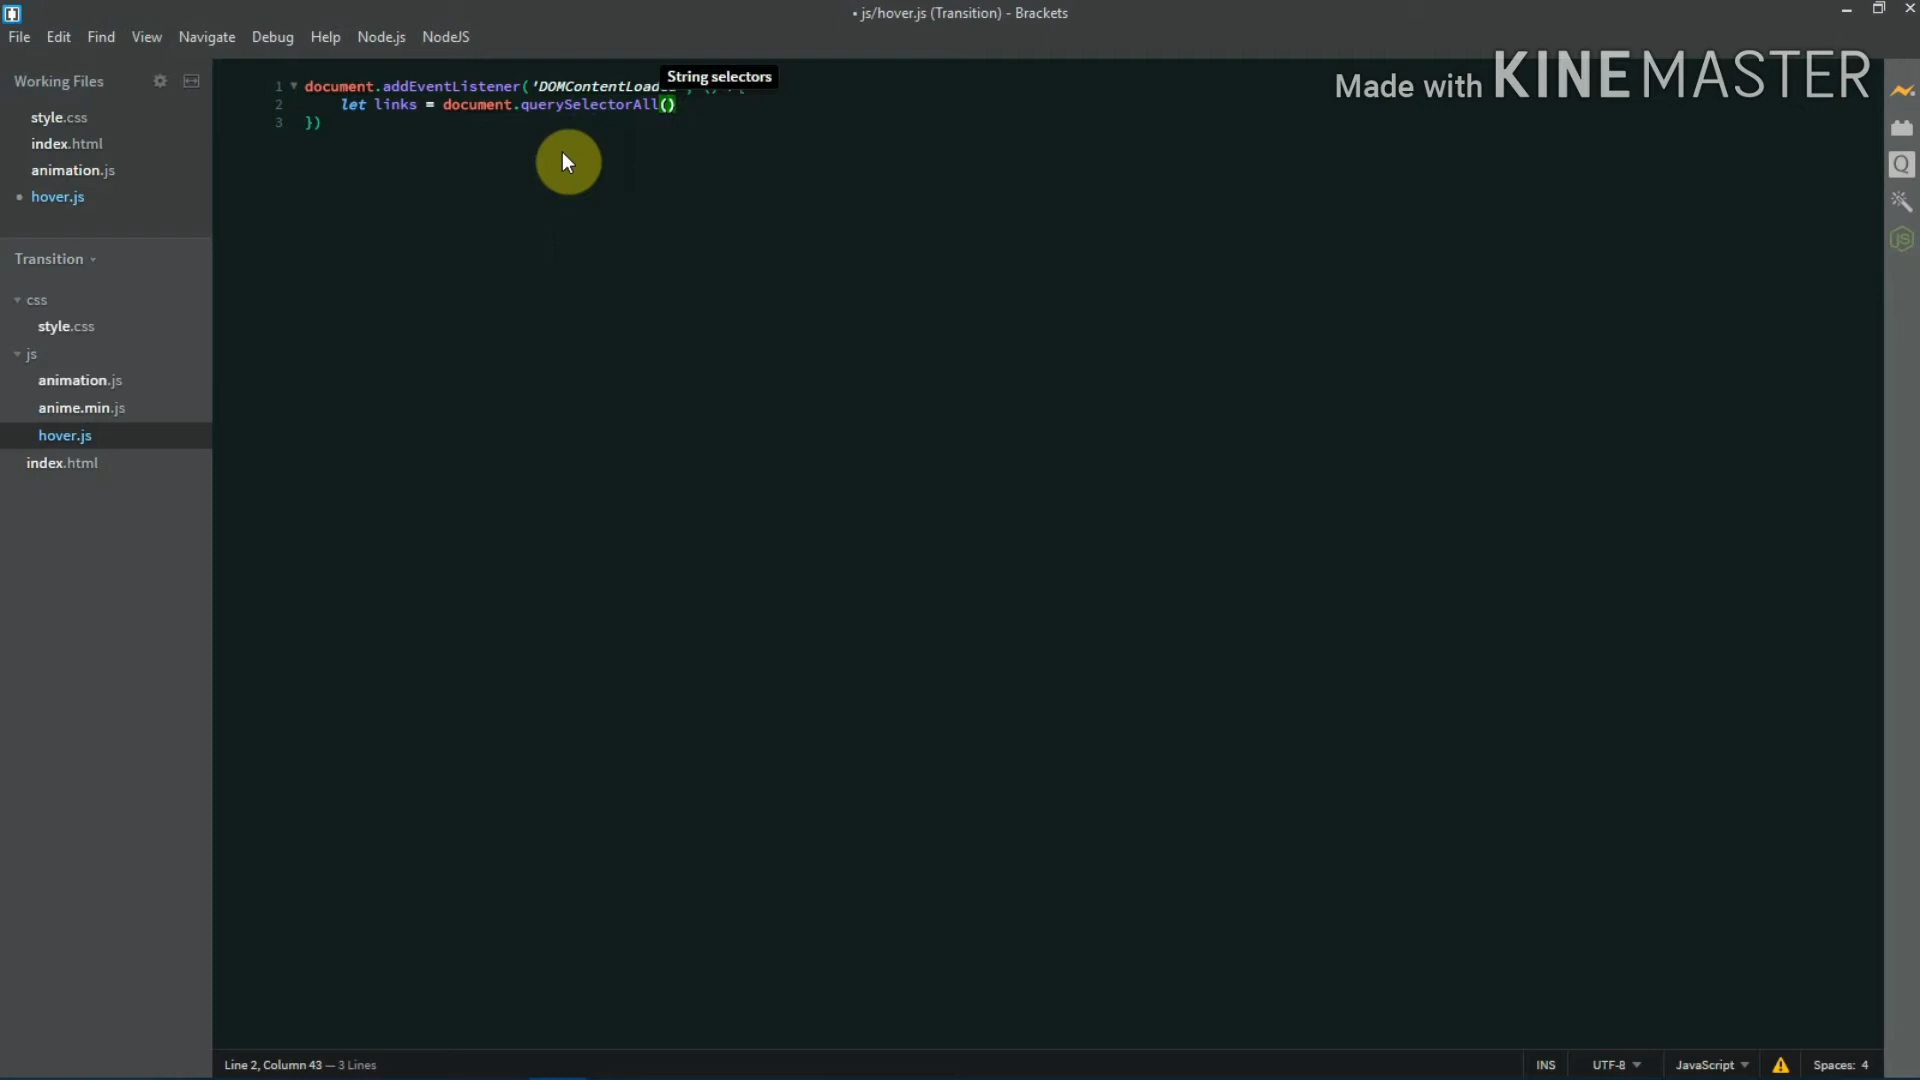 • js/hover.js (Transition) - Brackets
File Edit Find View Navigate Debug Help Node.js NodeJS
Made with KINEMASTER
Working Files
style.css
index.html
animation.js
• hover.js
Transition
css
style.css
js
animation.js
anime.min.js
hover.js
index.html
String selectors
1 document.addEventListener('DOMContentLoad
2 let links = document.querySelectorAll()
3 })
Q
JS
Line 2, Column 43 — 3 Lines
INS UTF-8 JavaScript Spaces: 4